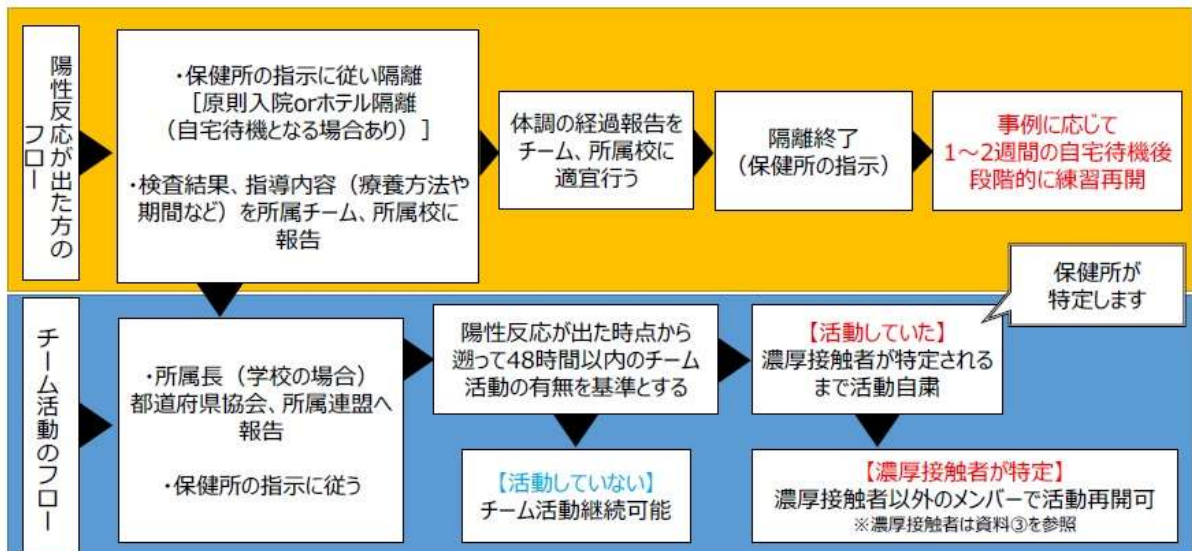 陽性反応が出た方の
フロー
・保健所の指示に従い隔離
［原則入院orホテル隔離
（自宅待機となる場合あり）］
・検査結果、指導内容（療養方法や
期間など）を所属チーム、所属校に
報告
体調の経過報告を
チーム、所属校に
適宜行う
隔離終了
（保健所の指示）
事例に応じて
1～2週間の自宅待機後
段階的に練習再開
チーム活動のフロー
・所属長（学校の場合）
都道府県協会、所属連盟へ
報告
・保健所の指示に従う
陽性反応が出た時点から
遡って48時間以内のチーム
活動の有無を基準とする
【活動していない】
チーム活動継続可能
【活動していた】
濃厚接触者が特定される
まで活動自粛
保健所が
特定します
【濃厚接触者が特定】
濃厚接触者以外のメンバーで活動再開可
※濃厚接触者は資料③を参照